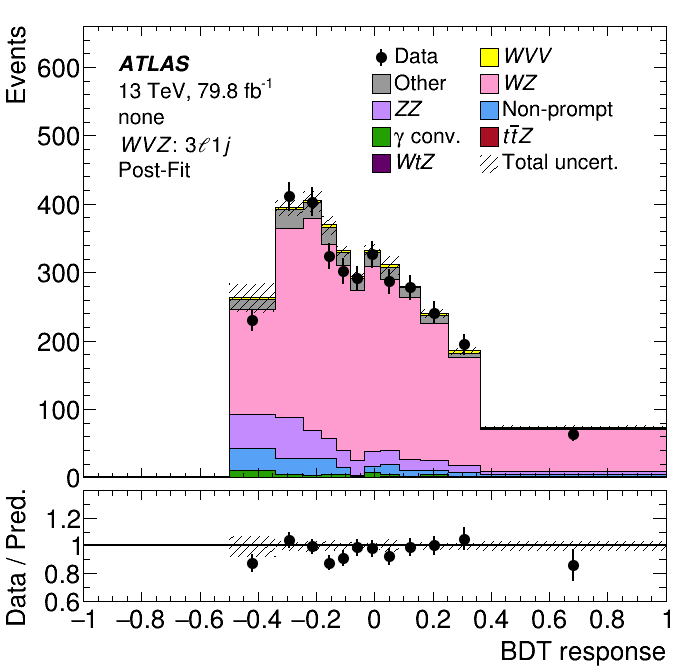 Events
600
500
400
300
200
100
0
ATLAS
13 TeV, 79.8 fb⁻¹
none
WVZ: 3ℓ1j
Post-Fit
Data
WVV
Other
WZ
ZZ
Non-prompt
γ conv.
tt̄Z
WtZ
Total uncert.
Data / Pred.
1.2
1
0.8
0.6
−1 −0.8 −0.6 −0.4 −0.2 0 0.2 0.4 0.6 0.8 1
BDT response